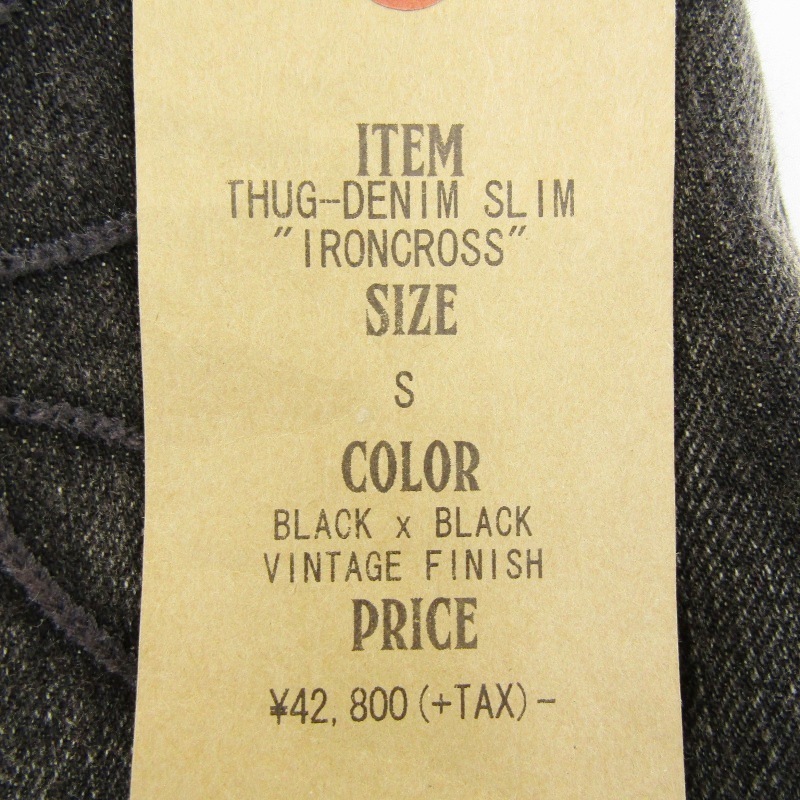 ITEM
THUG-DENIM SLIM
"IRONCROSS"
SIZE
S
COLOR
BLACK x BLACK
VINTAGE FINISH
PRICE
¥42,800(+TAX)-